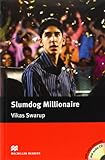 Slumdog Millionaire
Vikas Swarup
MACMILLAN READERS